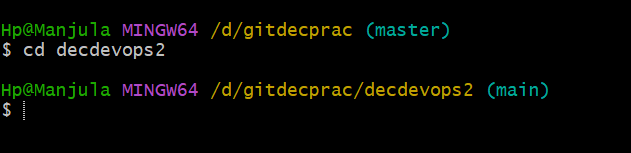 Hp@Manjula MINGW64 /d/gitdecprac (master)
$ cd decdevops2
Hp@Manjula MINGW64 /d/gitdecprac/decdevops2 (main)
$